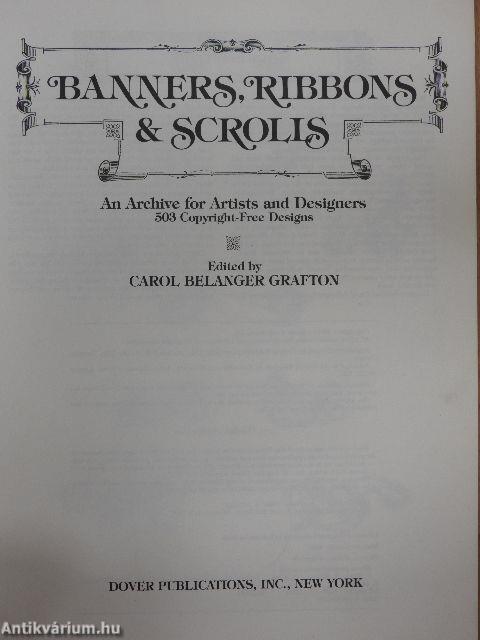 BANNERS, RIBBONS
& SCROLLS
An Archive for Artists and Designers
503 Copyright-Free Designs
Edited by
CAROL BELANGER GRAFTON
DOVER PUBLICATIONS, INC., NEW YORK
Antikvárium.hu